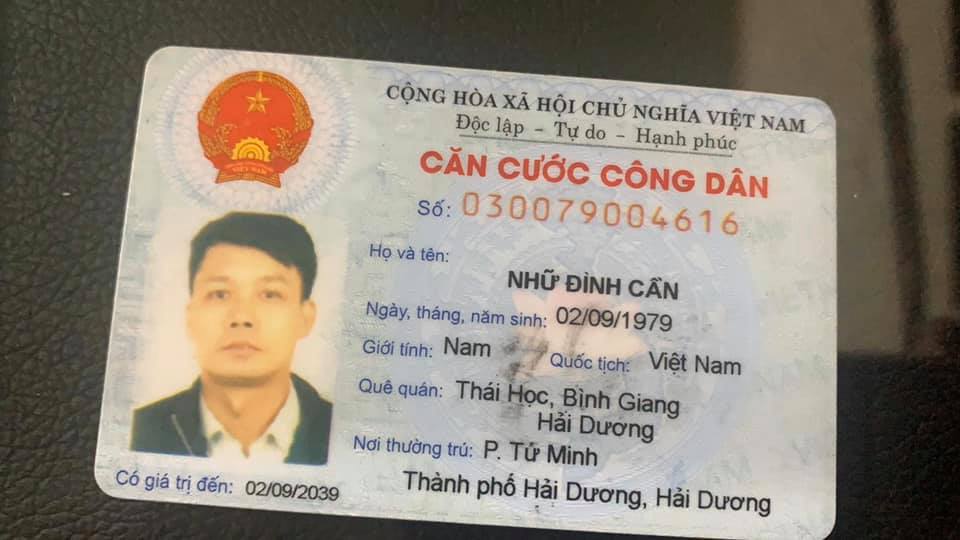 CỘNG HÒA XÃ HỘI CHỦ NGHĨA VIỆT NAM
Độc lập - Tự do - Hạnh phúc
CĂN CƯỚC CÔNG DÂN
Số: 030079004616
Họ và tên:
NHỮ ĐÌNH CẦN
Ngày, tháng, năm sinh: 02/09/1979
Giới tính: Nam Quốc tịch: Việt Nam
Quê quán: Thái Học, Bình Giang
Hải Dương
Nơi thường trú: P. Tứ Minh
Thành phố Hải Dương, Hải Dương
Có giá trị đến: 02/09/2039